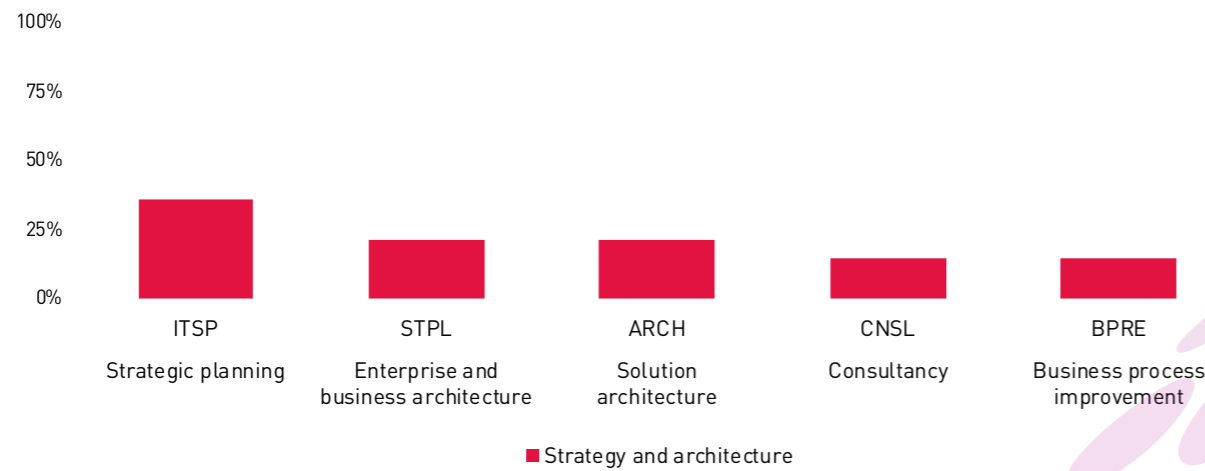 100%
75%
50%
25%
0%
ITSP
STPL
ARCH
CNSL
BPRE
Strategic planning
Enterprise and
business architecture
Solution
architecture
Consultancy
Business process
improvement
Strategy and architecture